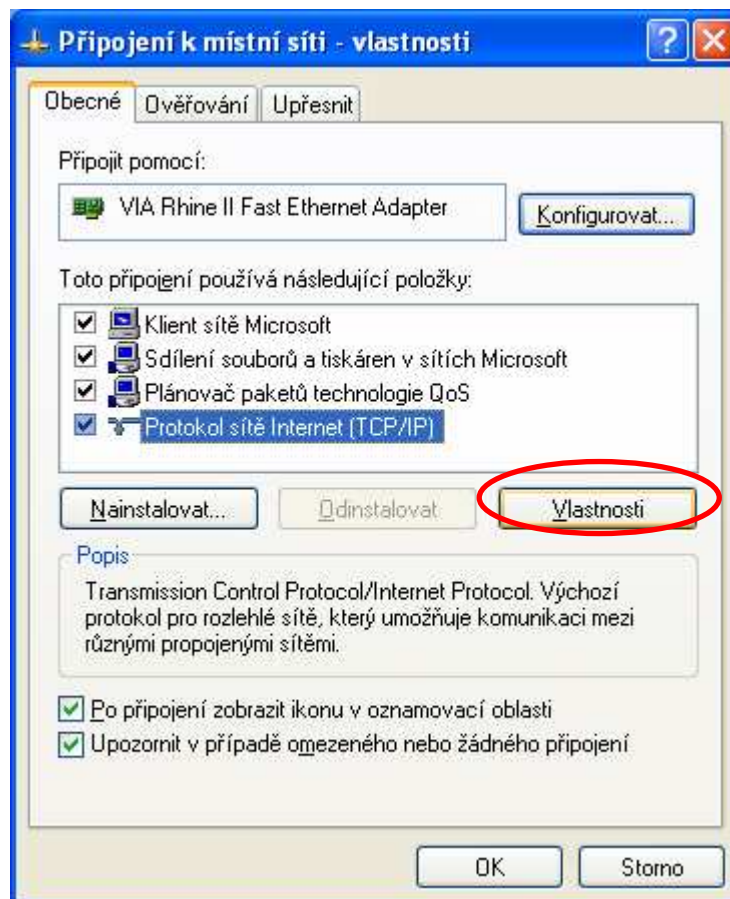 Připojení k místní síti - vlastnosti
Obecné Ověřování Upřesnit
Připojit pomocí:
VIA Rhine II Fast Ethernet Adapter
Konfigurovat...
Toto připojení používá následující položky:
Klient sítě Microsoft
Sdílení souborů a tiskáren v sítích Microsoft
Plánovač paketů technologie QoS
Protokol sítě Internet (TCP/IP)
Nainstalovat... Odinstalovat Vlastnosti
Popis
Transmission Control Protocol/Internet Protocol. Výchozí
protokol pro rozlehlé sítě, který umožňuje komunikaci mezi
různými propojenými sítěmi.
Po připojení zobrazit ikonu v oznamovací oblasti
Upozornit v případě omezeného nebo žádného připojení
OK Storno